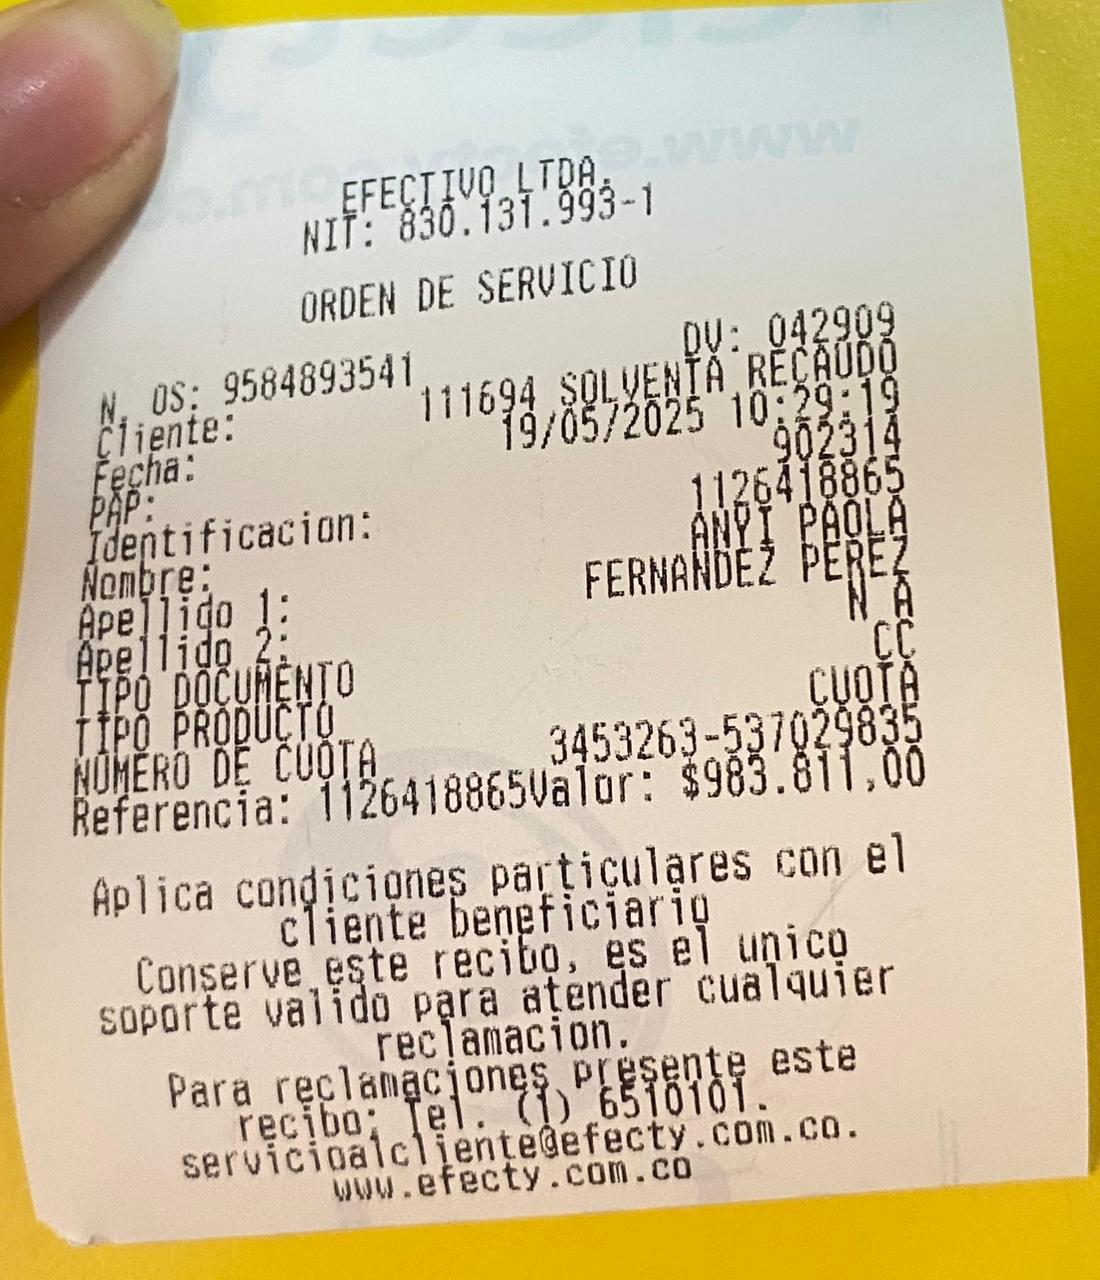 EFECTIVO LTDA.
NIT: 830.131.993-1
ORDEN DE SERVICIO
DV: 042909
N. OS: 9584893541
Cliente: 111694 SOLVENTA RECAUDO
Fecha: 19/05/2025 10:29:19
PAP: 902314
Identificacion: 1126418865
Nombre: ANYI PAOLA
Apellido 1: FERNANDEZ PEREZ
Apellido 2: N A
TIPO DOCUMENTO CC
TIPO PRODUCTO CUOTA
NUMERO DE CUOTA 3453263-537029835
Referencia: 1126418865Valor: $983.811,00
Aplica condiciones particulares con el
cliente beneficiario
Conserve este recibo, es el unico
soporte valido para atender cualquier
reclamacion.
Para reclamaciones presente este
recibo: Tel. (1) 6510101.
servicioalcliente@efecty.com.co.
www.efecty.com.co